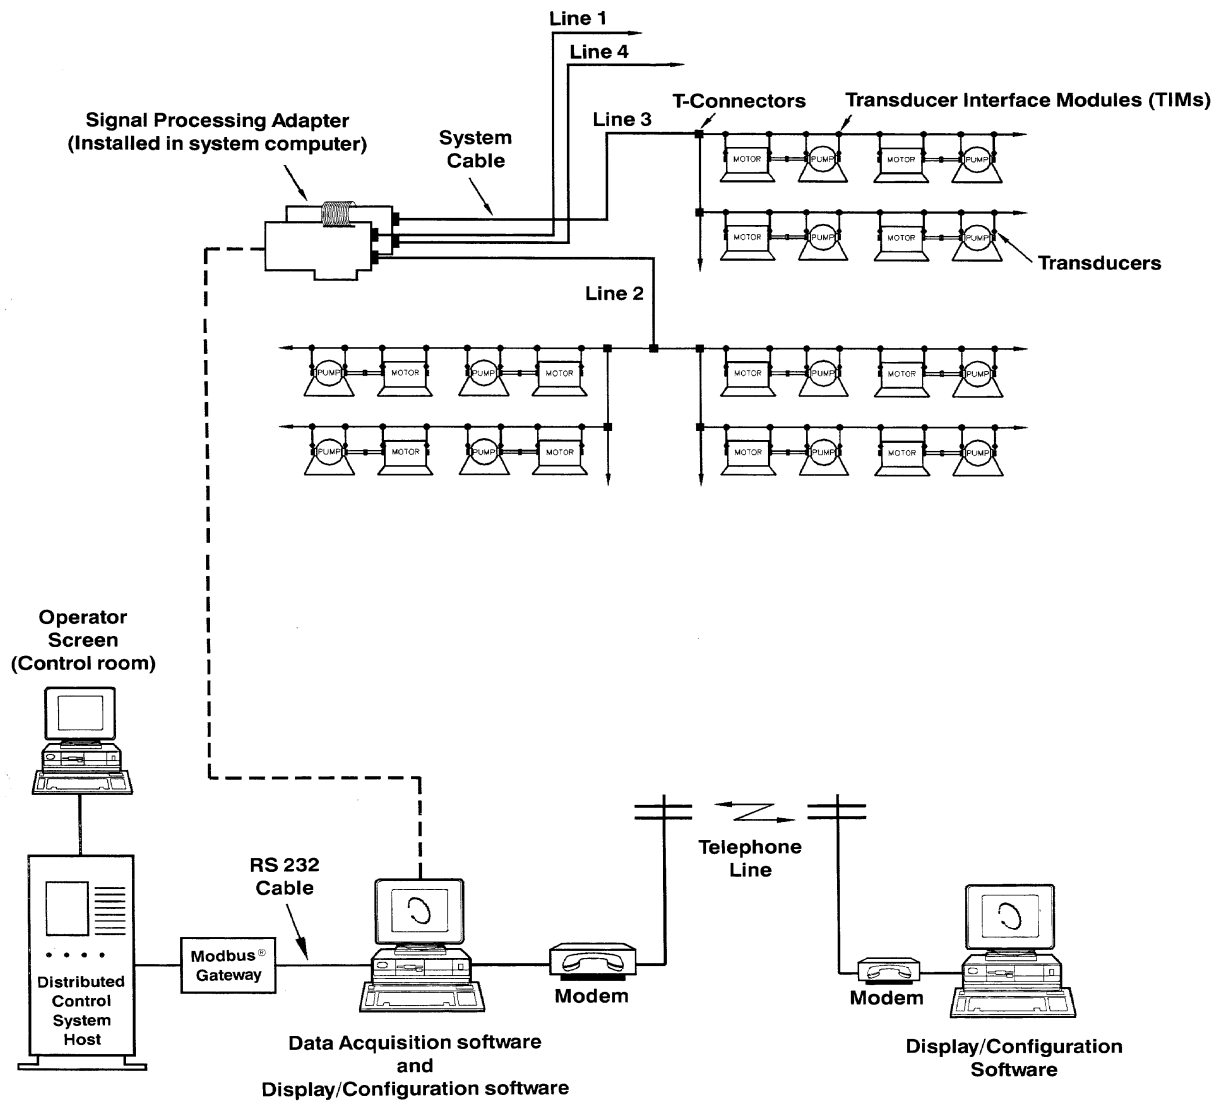 Line 1
Line 4
T-Connectors
Transducer Interface Modules (TIMs)
Signal Processing Adapter
(Installed in system computer)
System
Cable
Line 3
MOTOR
PUMP
MOTOR
PUMP
MOTOR
PUMP
MOTOR
PUMP
Transducers
Line 2
PUMP
MOTOR
PUMP
MOTOR
MOTOR
PUMP
MOTOR
PUMP
PUMP
MOTOR
PUMP
MOTOR
MOTOR
PUMP
MOTOR
PUMP
Operator
Screen
(Control room)
Telephone
Line
RS 232
Cable
Modbus®
Gateway
Distributed
Control
System
Host
Modem
Modem
Data Acquisition software
and
Display/Configuration software
Display/Configuration
Software